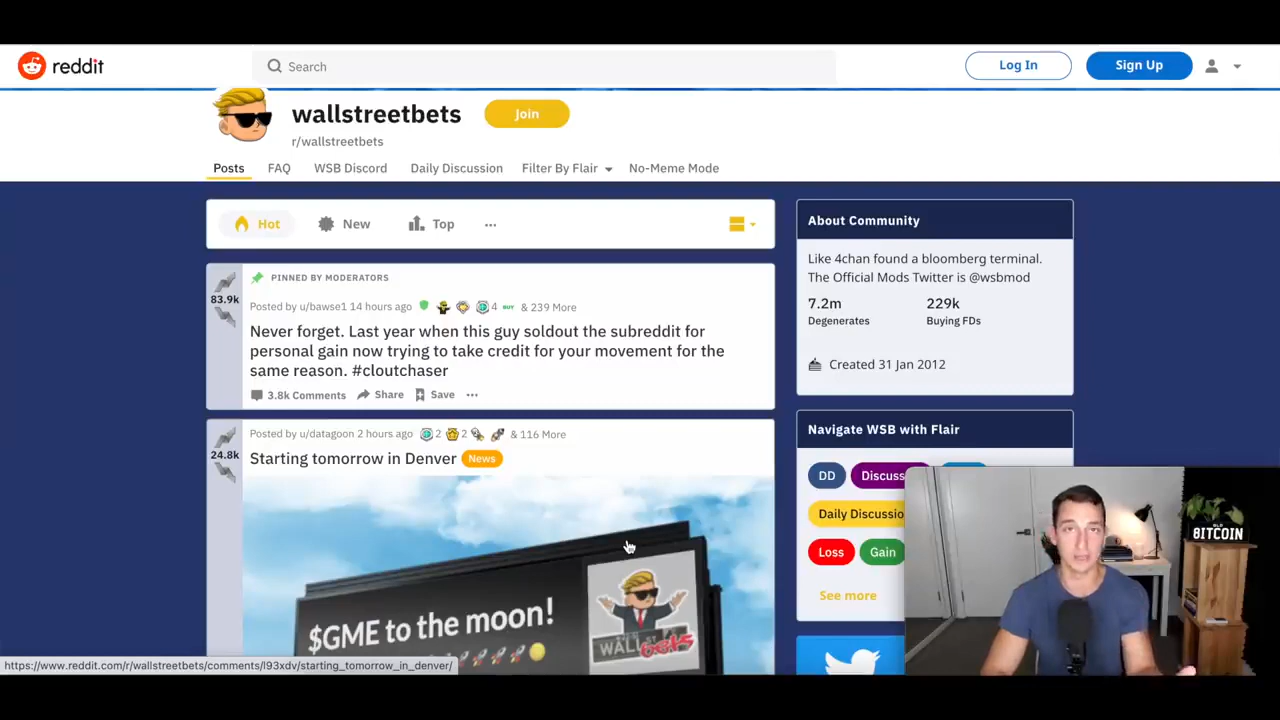 reddit
Search
Log In
Sign Up
wallstreetbets
Join
r/wallstreetbets
Posts
FAQ
WSB Discord
Daily Discussion
Filter By Flair
No-Meme Mode
Hot
New
Top
...
PINNED BY MODERATORS
83.9k
Posted by u/bawse1 14 hours ago
4
BUY
& 239 More
Never forget. Last year when this guy soldout the subreddit for
personal gain now trying to take credit for your movement for the
same reason. #cloutchaser
3.8k Comments
Share
Save
...
24.8k
Posted by u/datagoon 2 hours ago
2
2
& 116 More
Starting tomorrow in Denver
News
$GME to the moon!
WALL ST
bets
https://www.reddit.com/r/wallstreetbets/comments/l93xdv/starting_tomorrow_in_denver/
About Community
Like 4chan found a bloomberg terminal.
The Official Mods Twitter is @wsbmod
7.2m
229k
Degenerates
Buying FDs
Created 31 Jan 2012
Navigate WSB with Flair
DD
Discuss
Daily Discussio
Loss
Gain
See more
BITCOIN